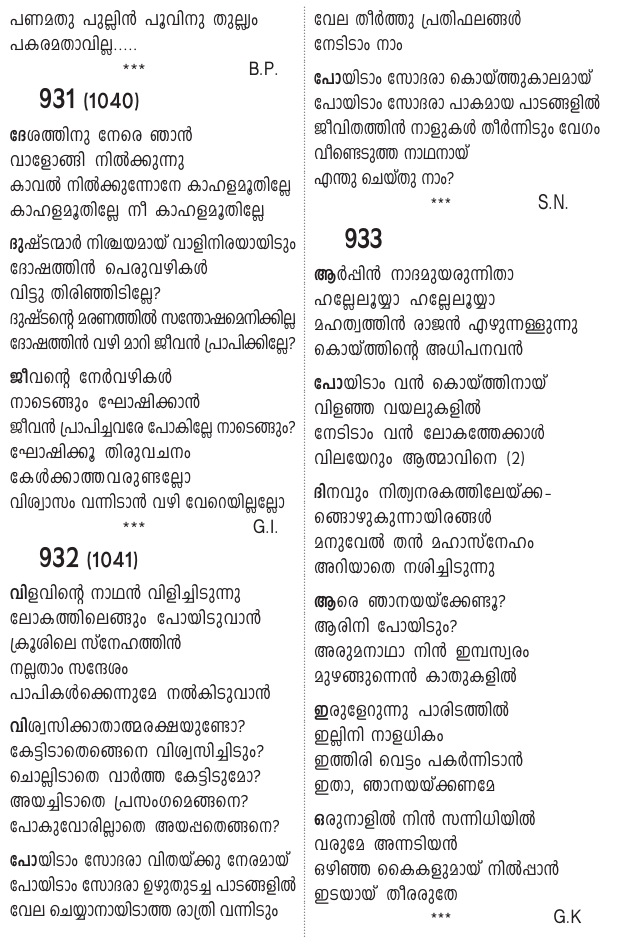 പണമതു പുല്ലിൻ പൂവിനു തുല്ല്യം
പകരമതാവില്ല.....
*** B.P.
931 (1040)
ദേശത്തിനു നേരെ ഞാൻ
വാളോങ്ങി നിൽക്കുന്നു
കാവൽ നിൽക്കുന്നോനേ കാഹളമൂതില്ലേ
കാഹളമൂതില്ലേ നീ കാഹളമൂതില്ലേ
ദുഷ്ടന്മാർ നിശ്ചയമായ് വാളിനിരയായിടും
ദോഷത്തിൻ പെരുവഴികൾ
വിട്ടു തിരിഞ്ഞിടില്ലേ?
ദുഷ്ടന്റെ മരണത്തിൽ സന്തോഷമെനിക്കില്ല
ദോഷത്തിൻ വഴി മാറി ജീവൻ പ്രാപിക്കില്ലേ?
ജീവന്റെ നേർവഴികൾ
നാടെങ്ങും ഘോഷിക്കാൻ
ജീവൻ പ്രാപിച്ചവരേ പോകില്ലേ നാടെങ്ങും?
ഘോഷിക്കൂ തിരുവചനം
കേൾക്കാത്തവരുണ്ടല്ലോ
വിശ്വാസം വന്നിടാൻ വഴി വേറെയില്ലല്ലോ
*** G.I.
932 (1041)
വിളവിന്റെ നാഥൻ വിളിച്ചിടുന്നു
ലോകത്തിലെങ്ങും പോയിടുവാൻ
ക്രൂശിലെ സ്നേഹത്തിൻ
നല്ലതാം സന്ദേശം
പാപികൾക്കെന്നുമേ നൽകിടുവാൻ
വിശ്വസിക്കാതാത്മരക്ഷയുണ്ടോ?
കേട്ടിടാതെങ്ങെനെ വിശ്വസിച്ചിടും?
ചൊല്ലിടാതെ വാർത്ത കേട്ടിടുമോ?
അയച്ചിടാതെ പ്രസംഗമെങ്ങനെ?
പോകുവോരില്ലാതെ അയപ്പതെങ്ങനെ?
പോയിടാം സോദരാ വിതയ്ക്കു നേരമായ്
പോയിടാം സോദരാ ഉഴുതുടച്ച പാടങ്ങളിൽ
വേല ചെയ്യാനായിടാത്ത രാത്രി വന്നിടും
വേല തീർത്തു പ്രതിഫലങ്ങൾ
നേടിടാം നാം
പോയിടാം സോദരാ കൊയ്ത്തുകാലമായ്
പോയിടാം സോദരാ പാകമായ പാടങ്ങളിൽ
ജീവിതത്തിൻ നാളുകൾ തീർന്നിടും വേഗം
വീണ്ടെടുത്ത നാഥനായ്
എന്തു ചെയ്തു നാം?
*** S.N.
933
ആർപ്പിൻ നാദമുയരുന്നിതാ
ഹല്ലേലൂയ്യാ ഹല്ലേലൂയ്യാ
മഹത്വത്തിൻ രാജൻ എഴുന്നള്ളുന്നു
കൊയ്ത്തിന്റെ അധിപനവൻ
പോയിടാം വൻ കൊയ്ത്തിനായ്
വിളഞ്ഞ വയലുകളിൽ
നേടിടാം വൻ ലോകത്തേക്കാൾ
വിലയേറും ആത്മാവിനെ (2)
ദിനവും നിത്യനരകത്തിലേയ്ക്ക-
ങ്ങൊഴുകുന്നായിരങ്ങൾ
മനുവേൽ തൻ മഹാസ്നേഹം
അറിയാതെ നശിച്ചിടുന്നു
ആരെ ഞാനയയ്ക്കേണ്ടൂ?
ആരിനി പോയിടും?
അരുമനാഥാ നിൻ ഇമ്പസ്വരം
മുഴങ്ങുന്നെൻ കാതുകളിൽ
ഇരുളേറുന്നു പാരിടത്തിൽ
ഇല്ലിനി നാളധികം
ഇത്തിരി വെട്ടം പകർന്നിടാൻ
ഇതാ, ഞാനയയ്ക്കണമേ
ഒരുനാളിൽ നിൻ സന്നിധിയിൽ
വരുമേ അന്നടിയൻ
ഒഴിഞ്ഞ കൈകളുമായ് നിൽപ്പാൻ
ഇടയായ് തീരരുതേ
*** G.K